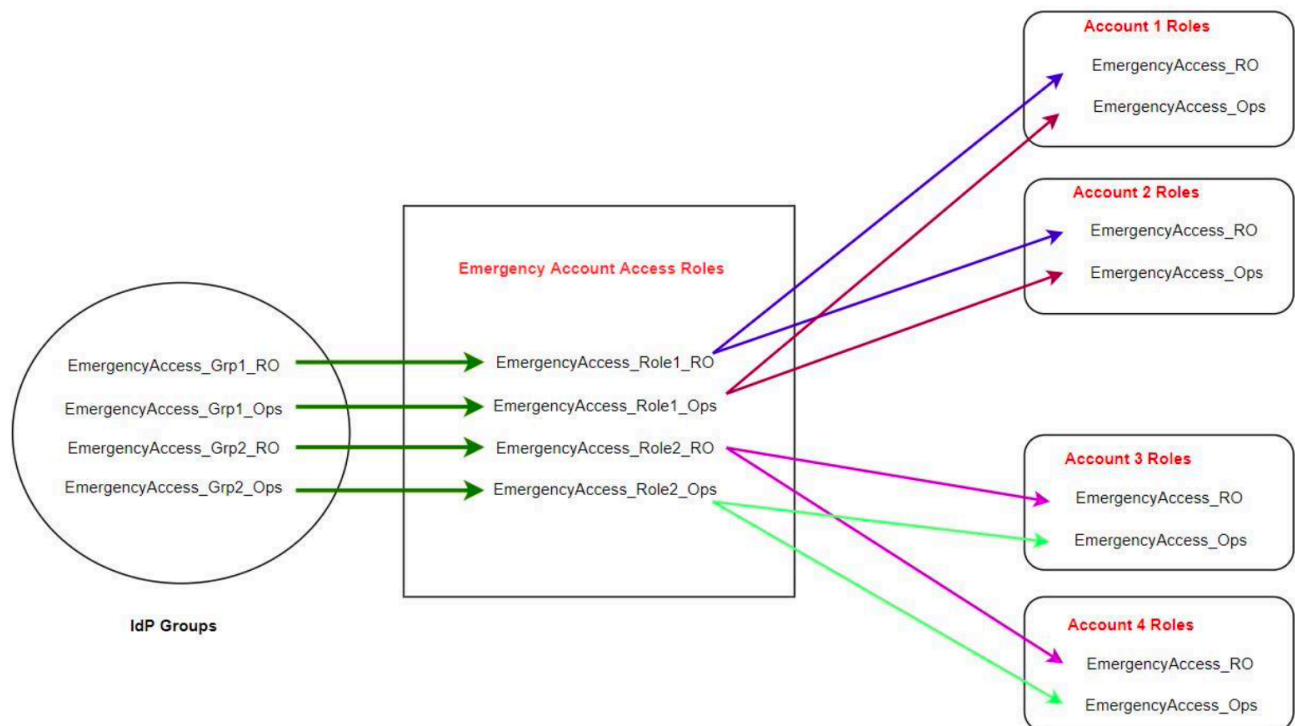 EmergencyAccess_Grp1_RO
EmergencyAccess_Grp1_Ops
EmergencyAccess_Grp2_RO
EmergencyAccess_Grp2_Ops
IdP Groups
Emergency Account Access Roles
EmergencyAccess_Role1_RO
EmergencyAccess_Role1_Ops
EmergencyAccess_Role2_RO
EmergencyAccess_Role2_Ops
Account 1 Roles
EmergencyAccess_RO
EmergencyAccess_Ops
Account 2 Roles
EmergencyAccess_RO
EmergencyAccess_Ops
Account 3 Roles
EmergencyAccess_RO
EmergencyAccess_Ops
Account 4 Roles
EmergencyAccess_RO
EmergencyAccess_Ops